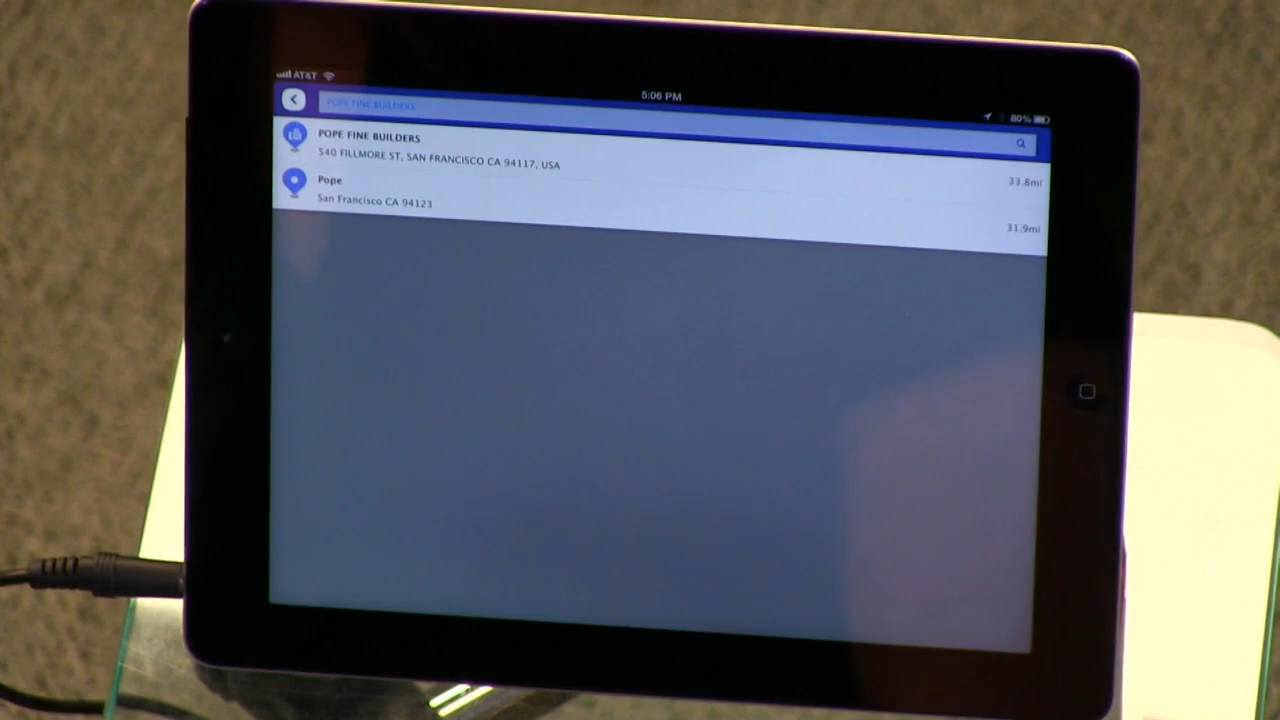 AT&T
5:06 PM
80%
POPE FINE BUILDERS
POPE FINE BUILDERS
540 FILLMORE ST, SAN FRANCISCO CA 94117, USA
33.8mi
Pope
San Francisco CA 94123
31.9mi